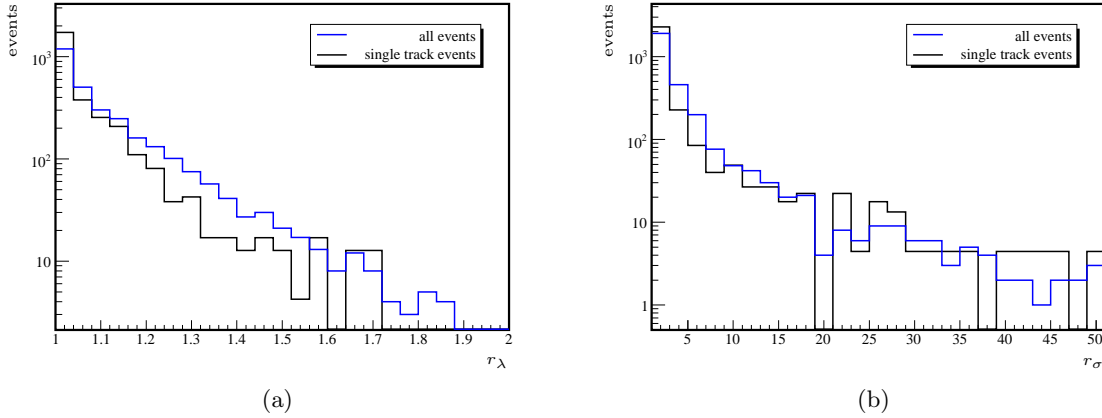 events
all events
single track events
10³
10²
10
1 1.1 1.2 1.3 1.4 1.5 1.6 1.7 1.8 1.9 2
r_λ
(a)
events
all events
single track events
10³
10²
10
1
5 10 15 20 25 30 35 40 45 50
r_σ
(b)